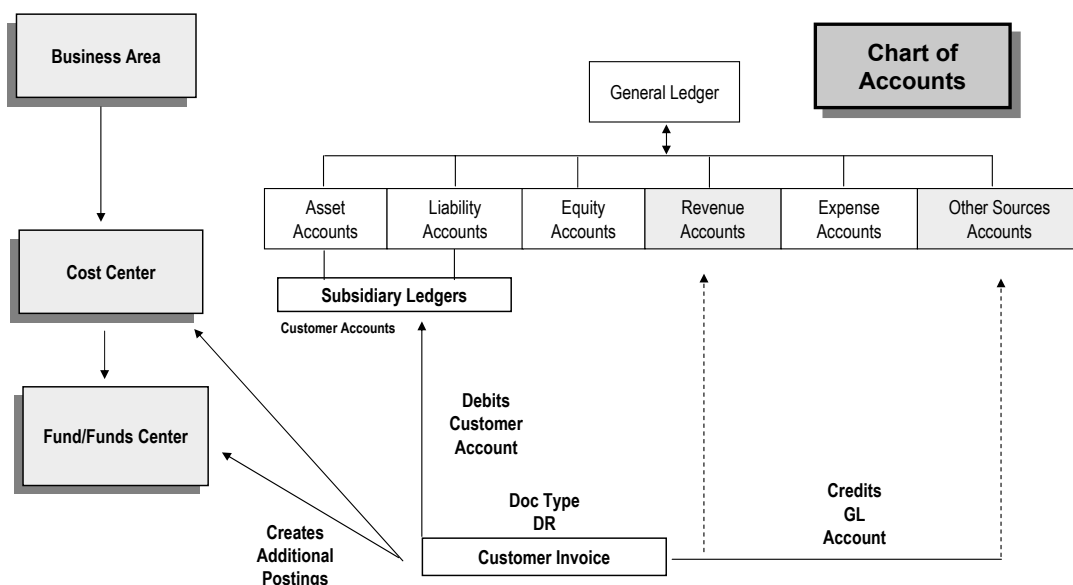 Business Area
Chart of
Accounts
General Ledger
Asset
Accounts
Liability
Accounts
Equity
Accounts
Revenue
Accounts
Expense
Accounts
Other Sources
Accounts
Cost Center
Subsidiary Ledgers
Customer Accounts
Fund/Funds Center
Debits
Customer
Account
Doc Type
DR
Credits
GL
Account
Creates
Additional
Postings
Customer Invoice